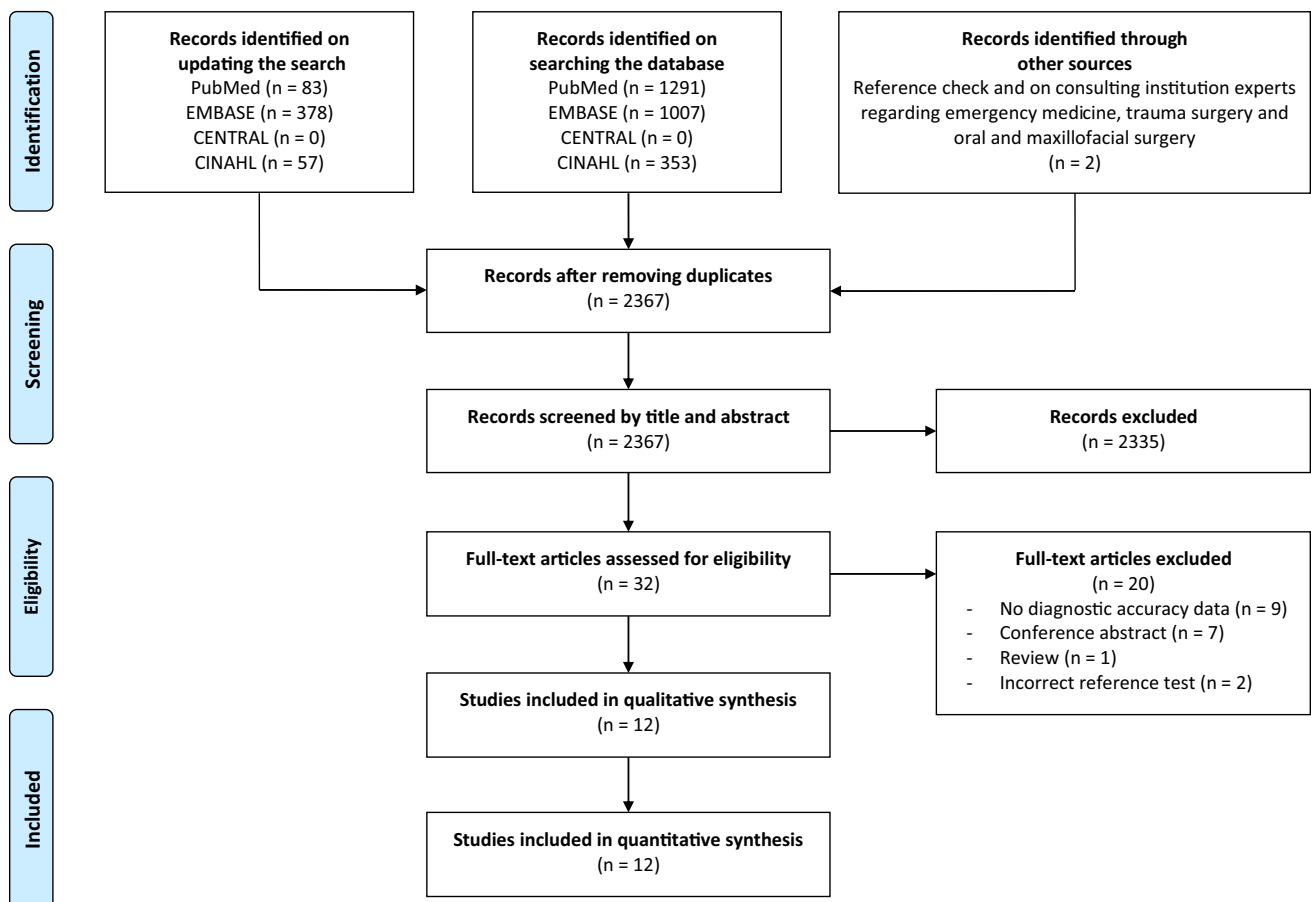 Identification
Records identified on
updating the search
PubMed (n = 83)
EMBASE (n = 378)
CENTRAL (n = 0)
CINAHL (n = 57)
Records identified on
searching the database
PubMed (n = 1291)
EMBASE (n = 1007)
CENTRAL (n = 0)
CINAHL (n = 353)
Records identified through
other sources
Reference check and on consulting institution experts
regarding emergency medicine, trauma surgery and
oral and maxillofacial surgery
(n = 2)
Screening
Records after removing duplicates
(n = 2367)
Records screened by title and abstract
(n = 2367)
Records excluded
(n = 2335)
Eligibility
Full-text articles assessed for eligibility
(n = 32)
Full-text articles excluded
(n = 20)
- No diagnostic accuracy data (n = 9)
- Conference abstract (n = 7)
- Review (n = 1)
- Incorrect reference test (n = 2)
Included
Studies included in qualitative synthesis
(n = 12)
Studies included in quantitative synthesis
(n = 12)